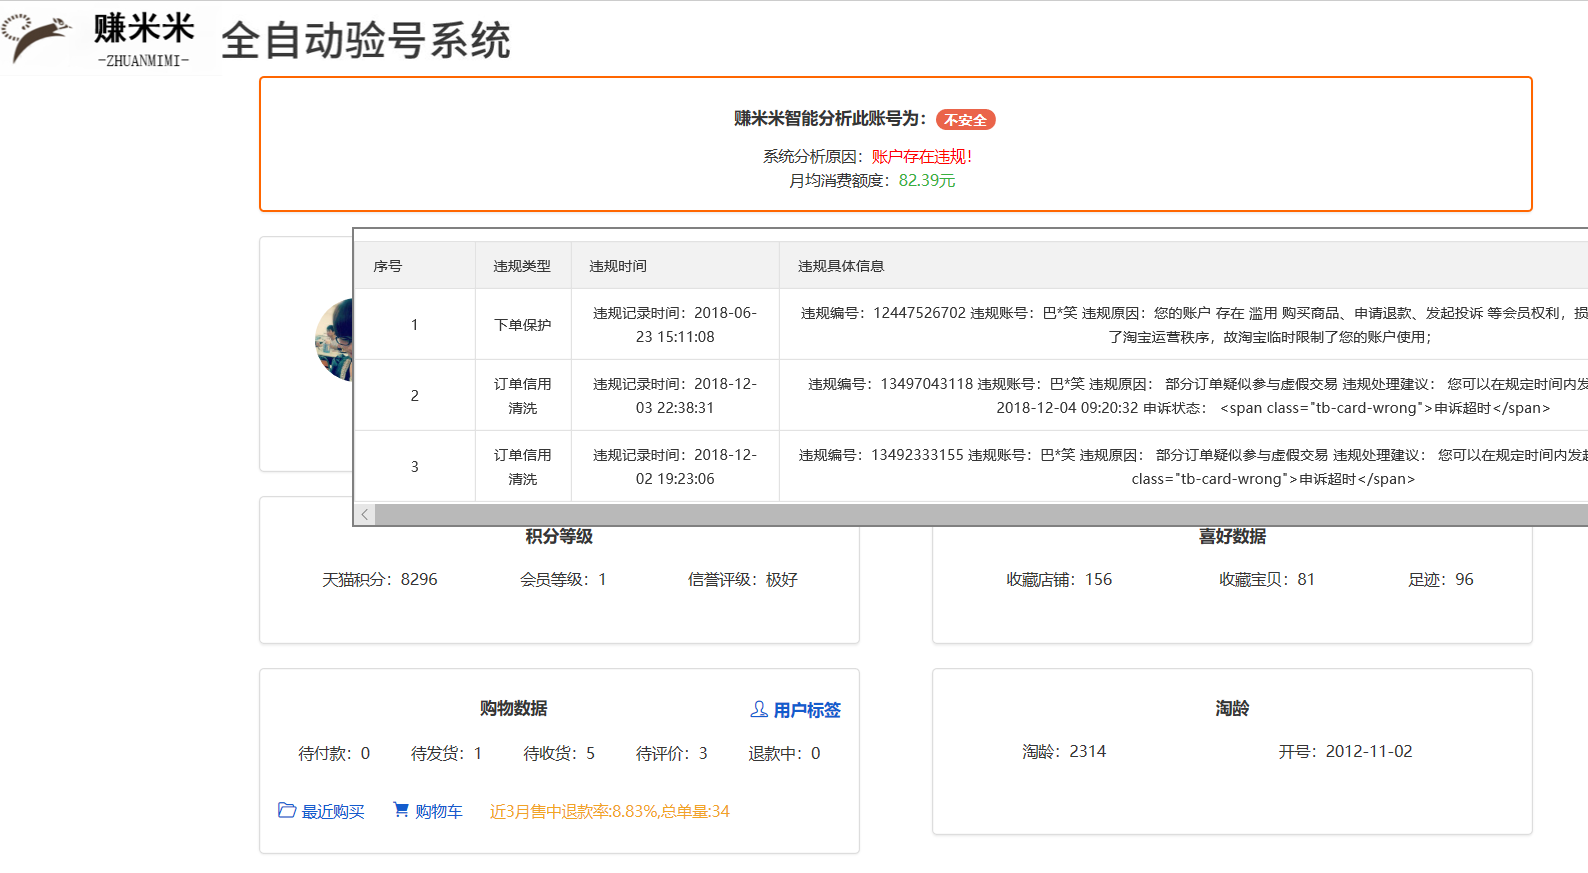 赚米米
-ZHUANMIMI-
全自动验号系统
赚米米智能分析此账号为： 不安全
系统分析原因：账户存在违规！
月均消费额度：82.39元
序号 违规类型 违规时间 违规具体信息
1 下单保护 违规记录时间：2018-06-23 15:11:08
违规编号：12447526702 违规账号：巴*笑 违规原因：您的账户 存在 滥用 购买商品、申请退款、发起投诉 等会员权利，损
了淘宝运营秩序，故淘宝临时限制了您的账户使用；
2 订单信用清洗 违规记录时间：2018-12-03 22:38:31
违规编号：13497043118 违规账号：巴*笑 违规原因： 部分订单疑似参与虚假交易 违规处理建议： 您可以在规定时间内发
2018-12-04 09:20:32 申诉状态： <span class="tb-card-wrong">申诉超时</span>
3 订单信用清洗 违规记录时间：2018-12-02 19:23:06
违规编号：13492333155 违规账号：巴*笑 违规原因： 部分订单疑似参与虚假交易 违规处理建议： 您可以在规定时间内发
class="tb-card-wrong">申诉超时</span>
积分等级
天猫积分：8296 会员等级：1 信誉评级：极好
喜好数据
收藏店铺：156 收藏宝贝：81 足迹：96
购物数据 用户标签
待付款：0 待发货：1 待收货：5 待评价：3 退款中：0
最近购买 购物车 近3月售中退款率:8.83%,总单量:34
淘龄
淘龄：2314 开号：2012-11-02